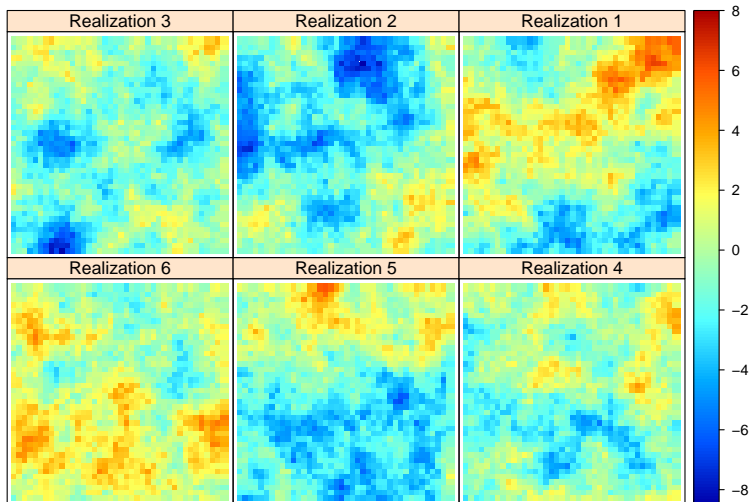 Realization 3
Realization 2
Realization 1
Realization 6
Realization 5
Realization 4
8
6
4
2
0
−2
−4
−6
−8